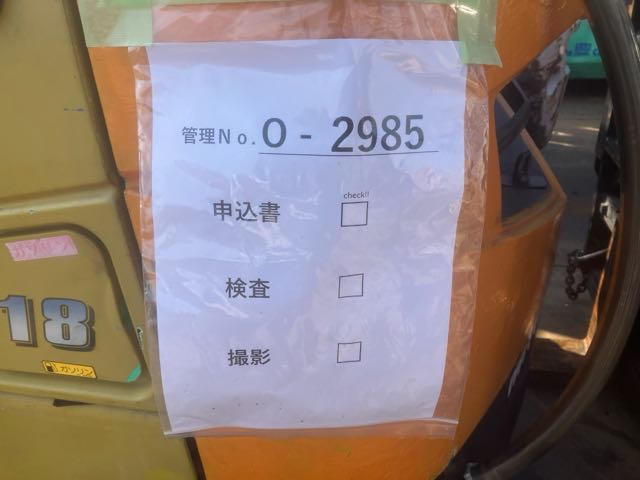 管理No. O - 2985
check!!
申込書
検査
撮影
18
ガソリン